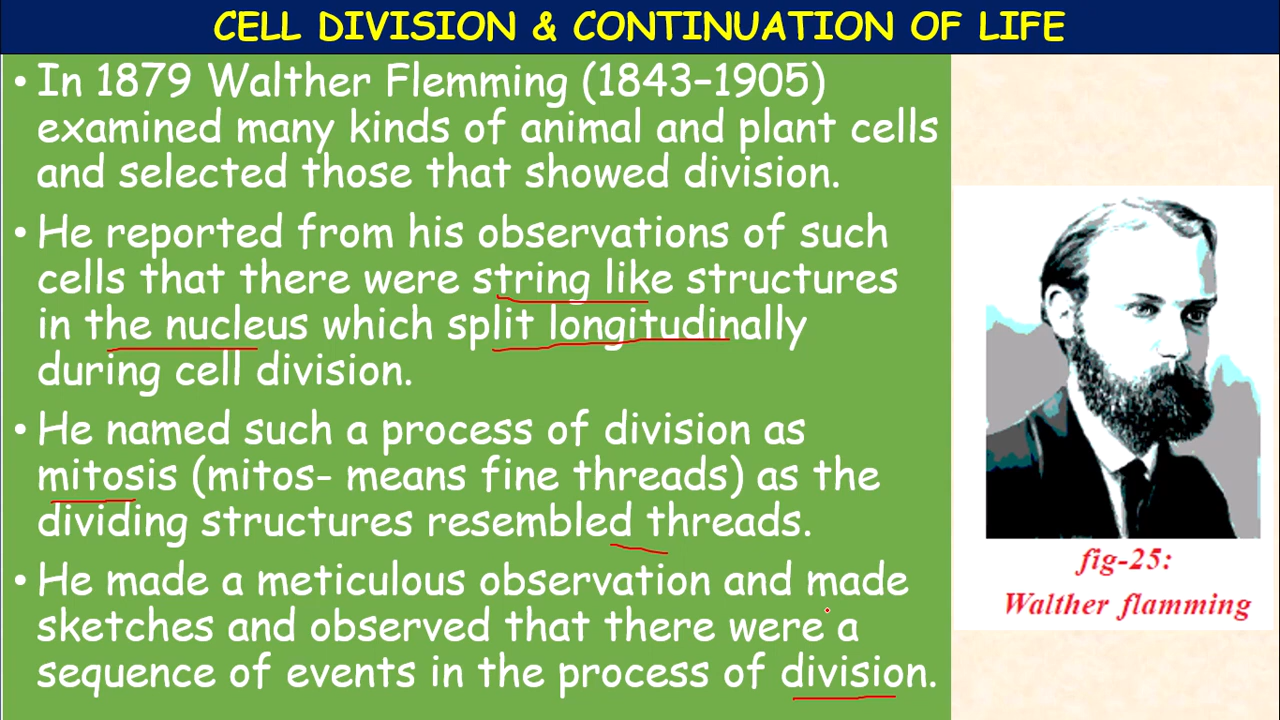 CELL DIVISION & CONTINUATION OF LIFE
• In 1879 Walther Flemming (1843–1905)
examined many kinds of animal and plant cells
and selected those that showed division.
• He reported from his observations of such
cells that there were string like structures
in the nucleus which split longitudinally
during cell division.
• He named such a process of division as
mitosis (mitos- means fine threads) as the
dividing structures resembled threads.
• He made a meticulous observation and made
sketches and observed that there were a
sequence of events in the process of division.
fig-25:
Walther flamming